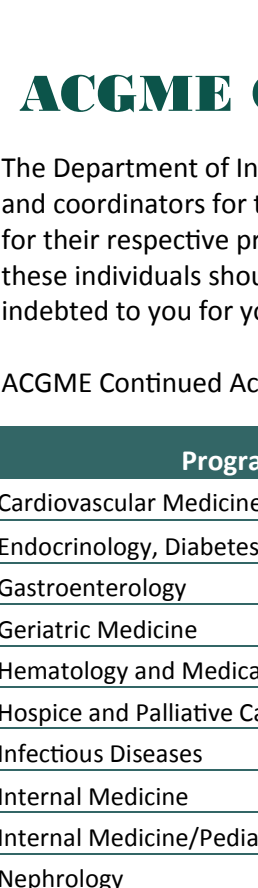 ACGME
The Department of In
and coordinators for
for their respective pr
these individuals shou
indebted to you for yo
ACGME Continued Ac
Progra
Cardiovascular Medicine
Endocrinology, Diabetes
Gastroenterology
Geriatric Medicine
Hematology and Medica
Hospice and Palliative Ca
Infectious Diseases
Internal Medicine
Internal Medicine/Pedia
Nephrology